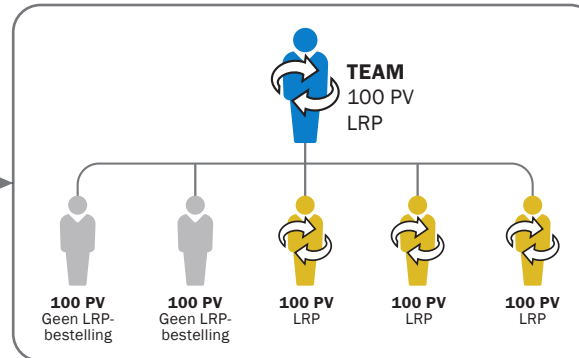 TEAM
100 PV
LRP
100 PV
Geen LRP-
bestelling
100 PV
Geen LRP-
bestelling
100 PV
LRP
100 PV
LRP
100 PV
LRP